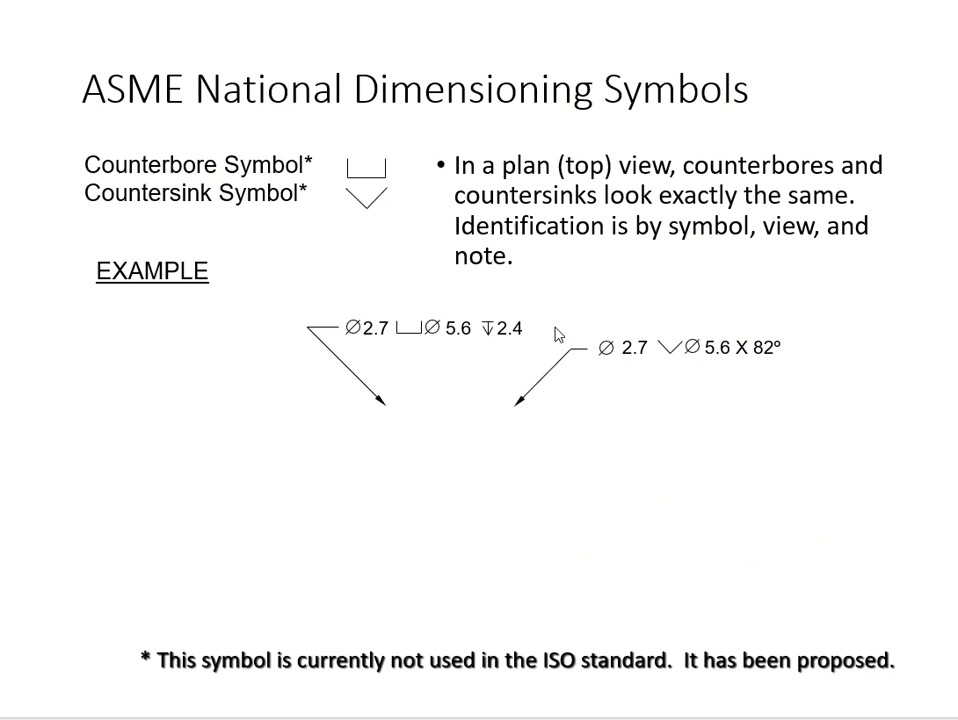 ASME National Dimensioning Symbols
Counterbore Symbol*
Countersink Symbol*
• In a plan (top) view, counterbores and
countersinks look exactly the same.
Identification is by symbol, view, and
note.
EXAMPLE
∅2.7 ⌴∅ 5.6 ↧2.4
∅ 2.7 ⌵∅ 5.6 X 82º
* This symbol is currently not used in the ISO standard. It has been proposed.